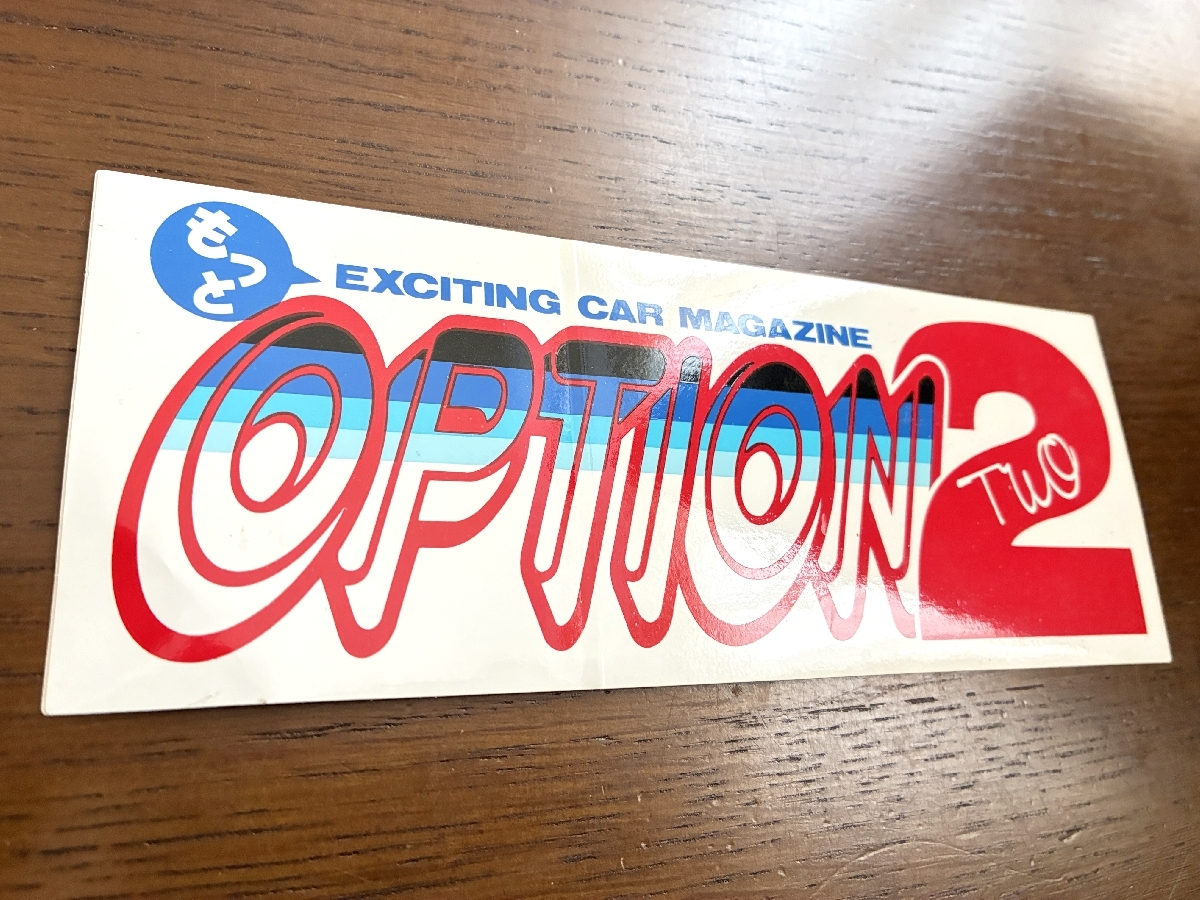 もっと
EXCITING CAR MAGAZINE
OPTION2
TWO